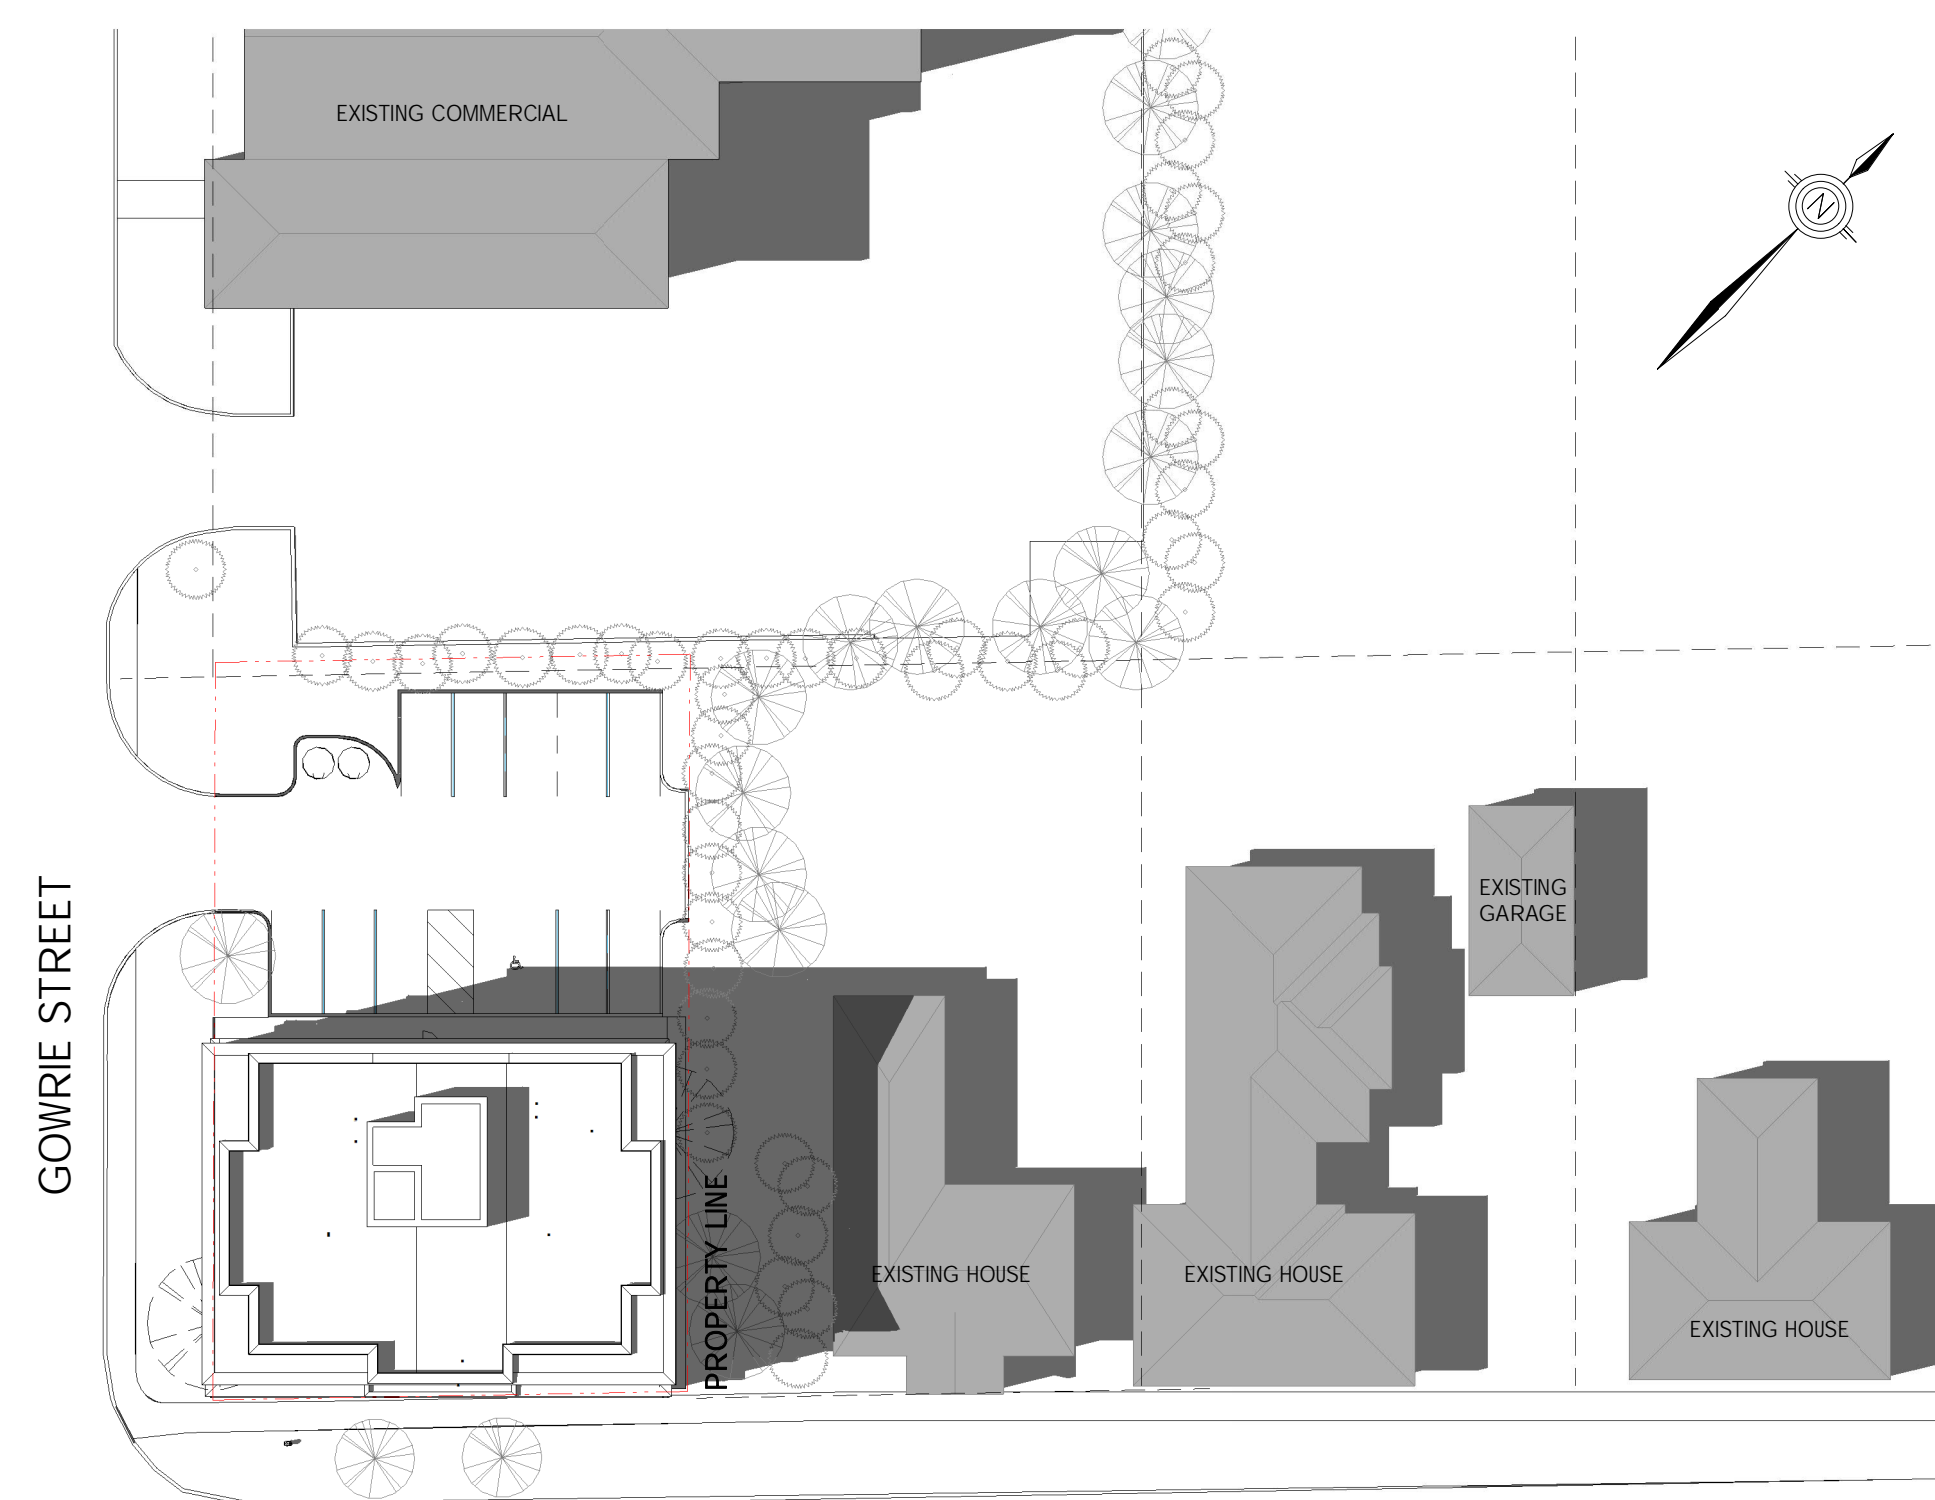 EXISTING COMMERCIAL
N
EXISTING
GARAGE
GOWRIE STREET
PROPERTY LINE
EXISTING HOUSE
EXISTING HOUSE
EXISTING HOUSE